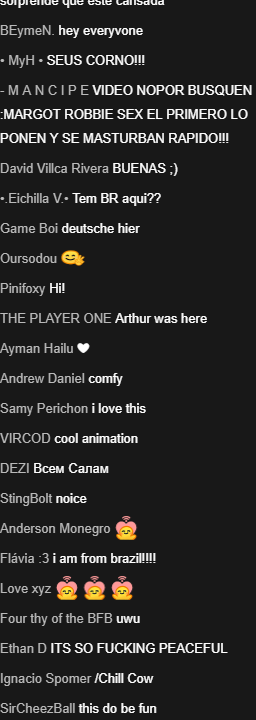 sorprende que este cansada
BEymeN. hey everyvone
• MyH • SEUS CORNO!!!
- M A N C I P E VIDEO NOPOR BUSQUEN
:MARGOT ROBBIE SEX EL PRIMERO LO
PONEN Y SE MASTURBAN RAPIDO!!!
David Villca Rivera BUENAS ;)
•.Eichilla V.• Tem BR aqui??
Game Boi deutsche hier
Oursodou 😊
Pinifoxy Hi!
THE PLAYER ONE Arthur was here
Ayman Hailu 🤍
Andrew Daniel comfy
Samy Perichon i love this
VIRCOD cool animation
DEZI Всем Салам
StingBolt noice
Anderson Monegro
Flávia :3 i am from brazil!!!!
Love xyz
Four thy of the BFB uwu
Ethan D ITS SO FUCKING PEACEFUL
Ignacio Spomer /Chill Cow
SirCheezBall this do be fun